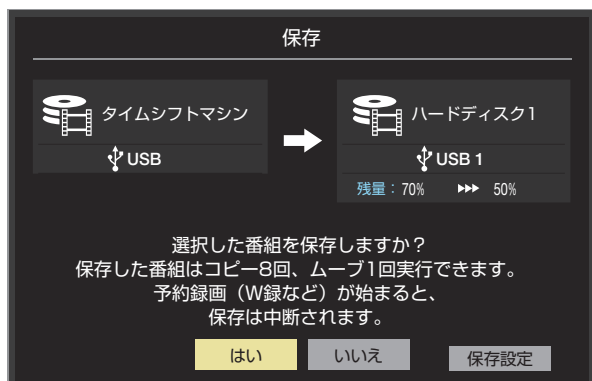 保存
タイムシフトマシン
USB
ハードディスク1
USB 1
残量：70% ▶▶▶ 50%
選択した番組を保存しますか？
保存した番組はコピー8回、ムーブ1回実行できます。
予約録画（W録など）が始まると、
保存は中断されます。
はい いいえ 保存設定